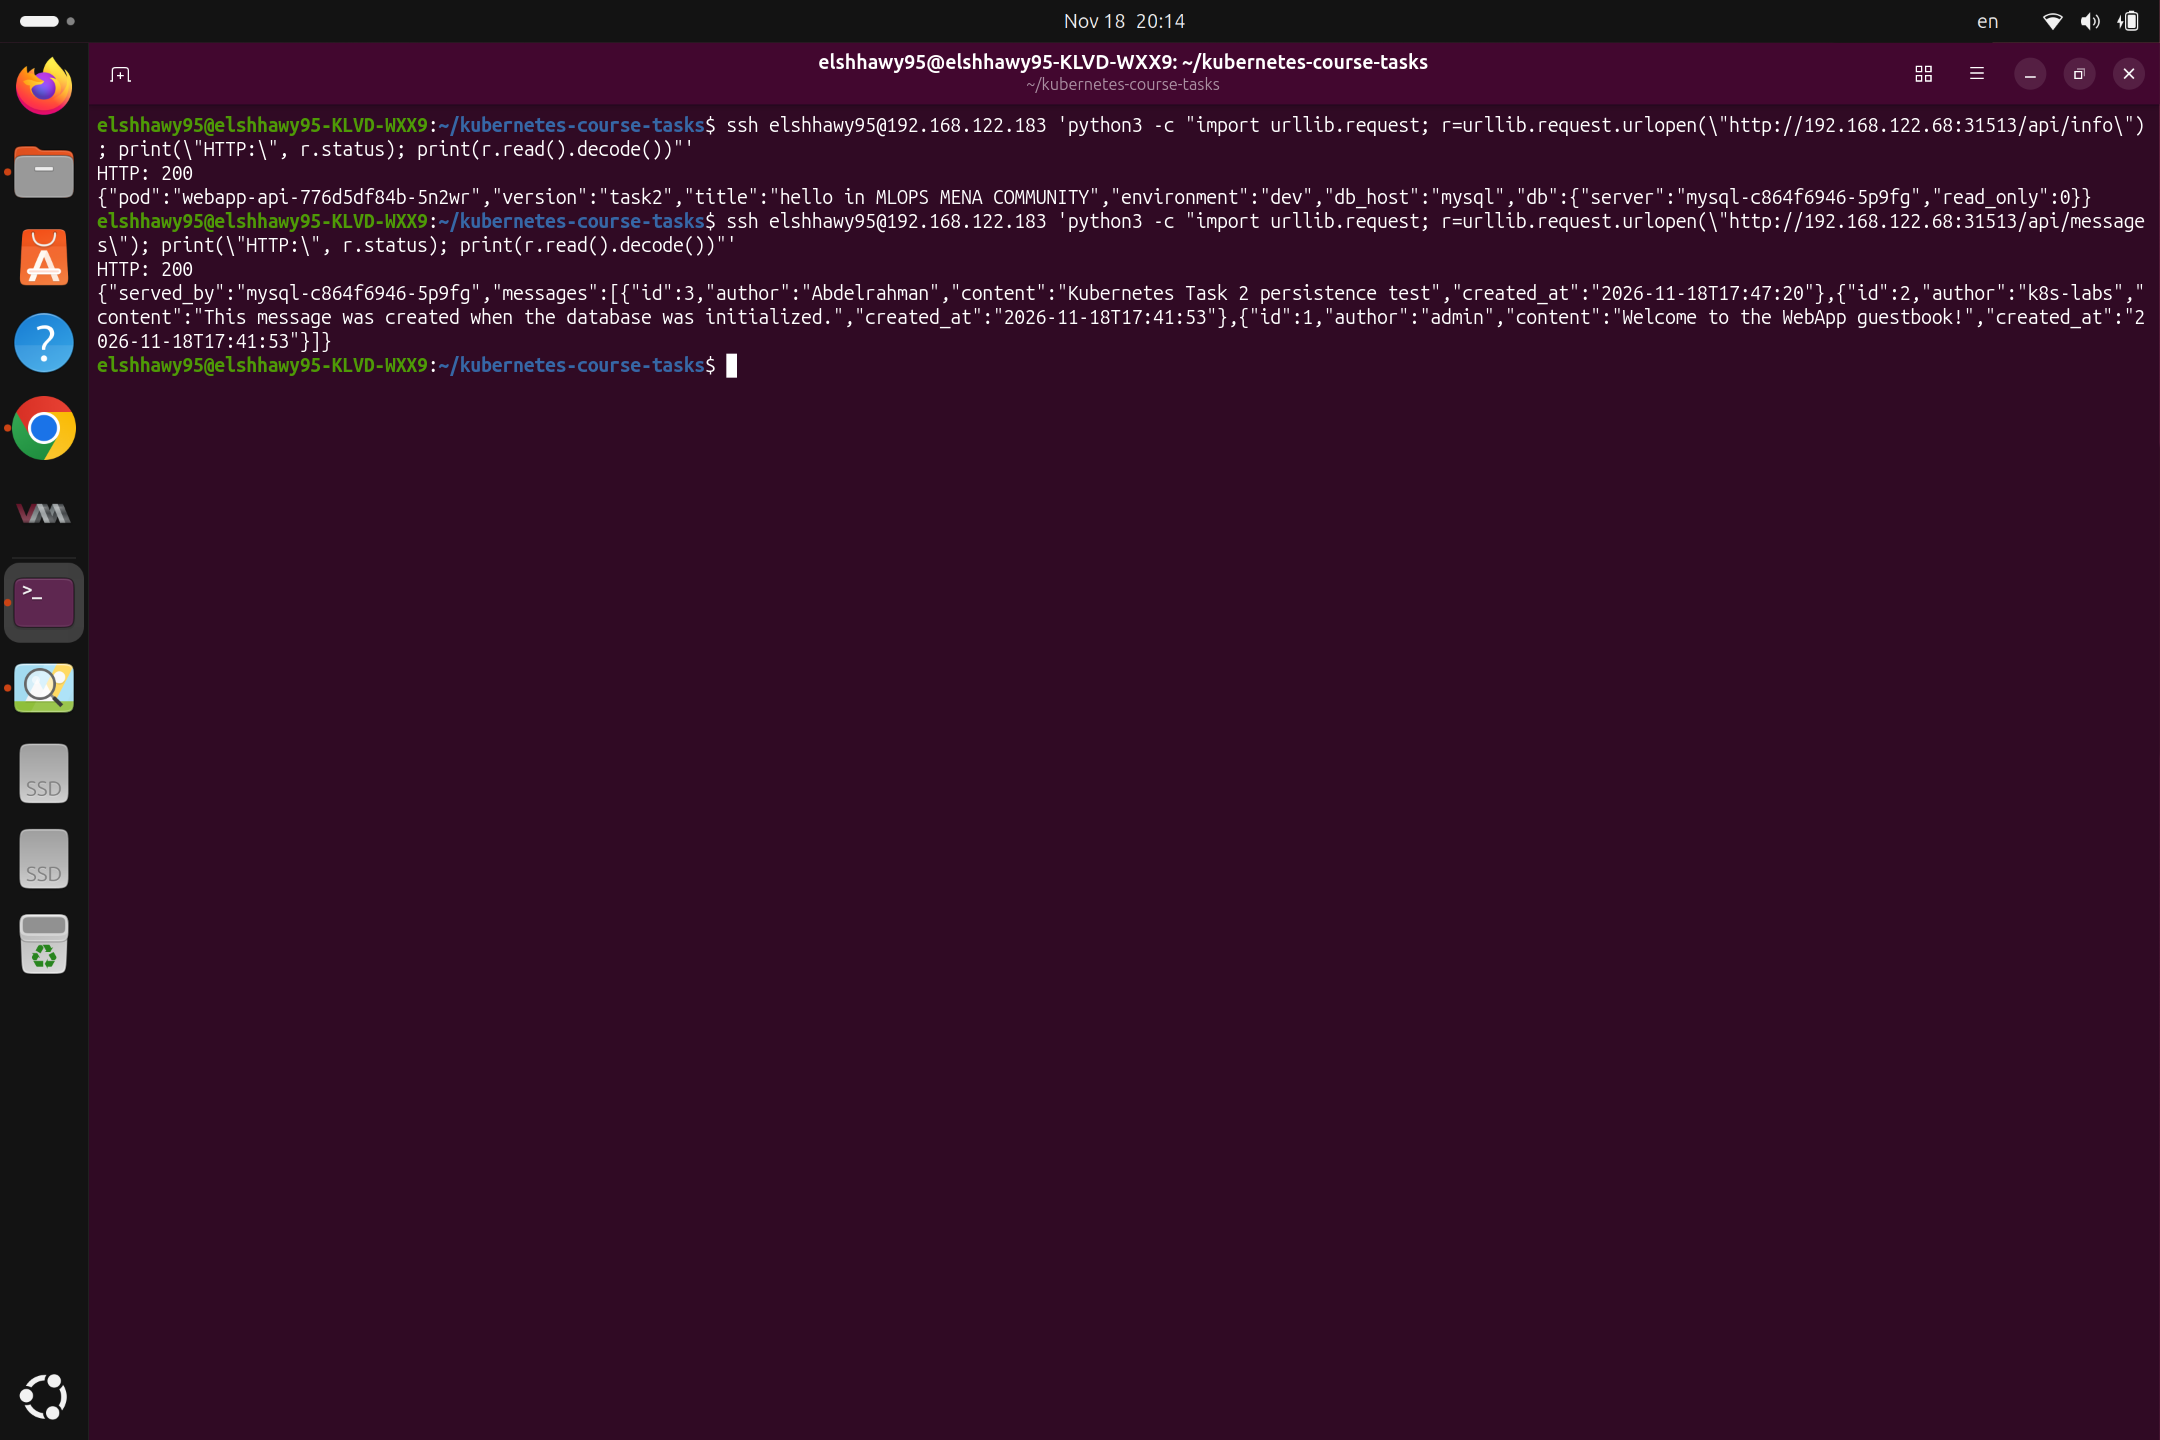 Nov 18 20:14
en
elshhawy95@elshhawy95-KLVD-WXX9: ~/kubernetes-course-tasks
~/kubernetes-course-tasks
elshhawy95@elshhawy95-KLVD-WXX9:~/kubernetes-course-tasks$ ssh elshhawy95@192.168.122.183 'python3 -c "import urllib.request; r=urllib.request.urlopen(\"http://192.168.122.68:31513/api/info\")
; print(\"HTTP:\", r.status); print(r.read().decode())"'
HTTP: 200
{"pod":"webapp-api-776d5df84b-5n2wr","version":"task2","title":"hello in MLOPS MENA COMMUNITY","environment":"dev","db_host":"mysql","db":{"server":"mysql-c864f6946-5p9fg","read_only":0}}
elshhawy95@elshhawy95-KLVD-WXX9:~/kubernetes-course-tasks$ ssh elshhawy95@192.168.122.183 'python3 -c "import urllib.request; r=urllib.request.urlopen(\"http://192.168.122.68:31513/api/message
s\"); print(\"HTTP:\", r.status); print(r.read().decode())"'
HTTP: 200
{"served_by":"mysql-c864f6946-5p9fg","messages":[{"id":3,"author":"Abdelrahman","content":"Kubernetes Task 2 persistence test","created_at":"2026-11-18T17:47:20"},{"id":2,"author":"k8s-labs","
content":"This message was created when the database was initialized.","created_at":"2026-11-18T17:41:53"},{"id":1,"author":"admin","content":"Welcome to the WebApp guestbook!","created_at":"2
026-11-18T17:41:53"}]}
elshhawy95@elshhawy95-KLVD-WXX9:~/kubernetes-course-tasks$
VM
>_
SSD
SSD